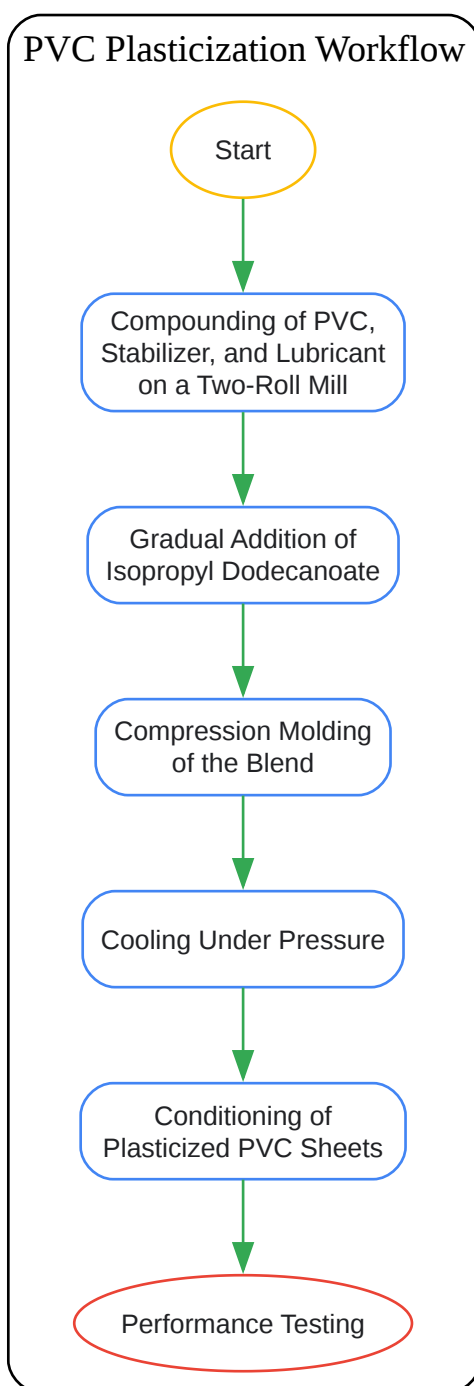 PVC Plasticization Workflow
Start
Compounding of PVC,
Stabilizer, and Lubricant
on a Two-Roll Mill
Gradual Addition of
Isopropyl Dodecanoate
Compression Molding
of the Blend
Cooling Under Pressure
Conditioning of
Plasticized PVC Sheets
Performance Testing